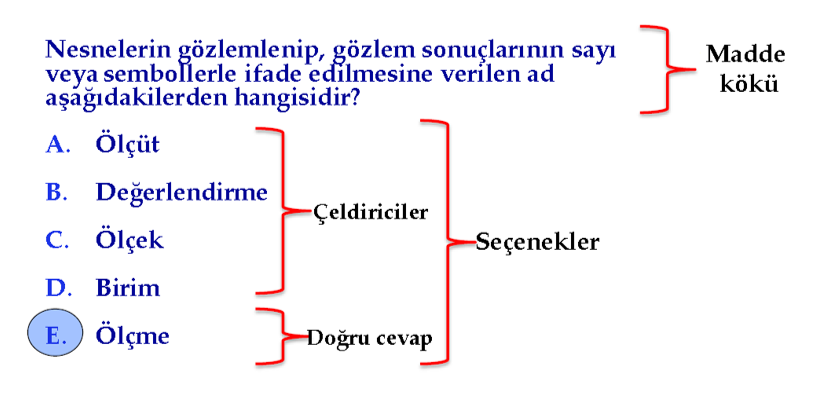 Nesnelerin gözlemlenip, gözlem sonuçlarının sayı
veya sembollerle ifade edilmesine verilen ad
aşağıdakilerden hangisidir?
Madde
kökü
A. Ölçüt
B. Değerlendirme
C. Ölçek
D. Birim
E. Ölçme
Çeldiriciler
Doğru cevap
Seçenekler